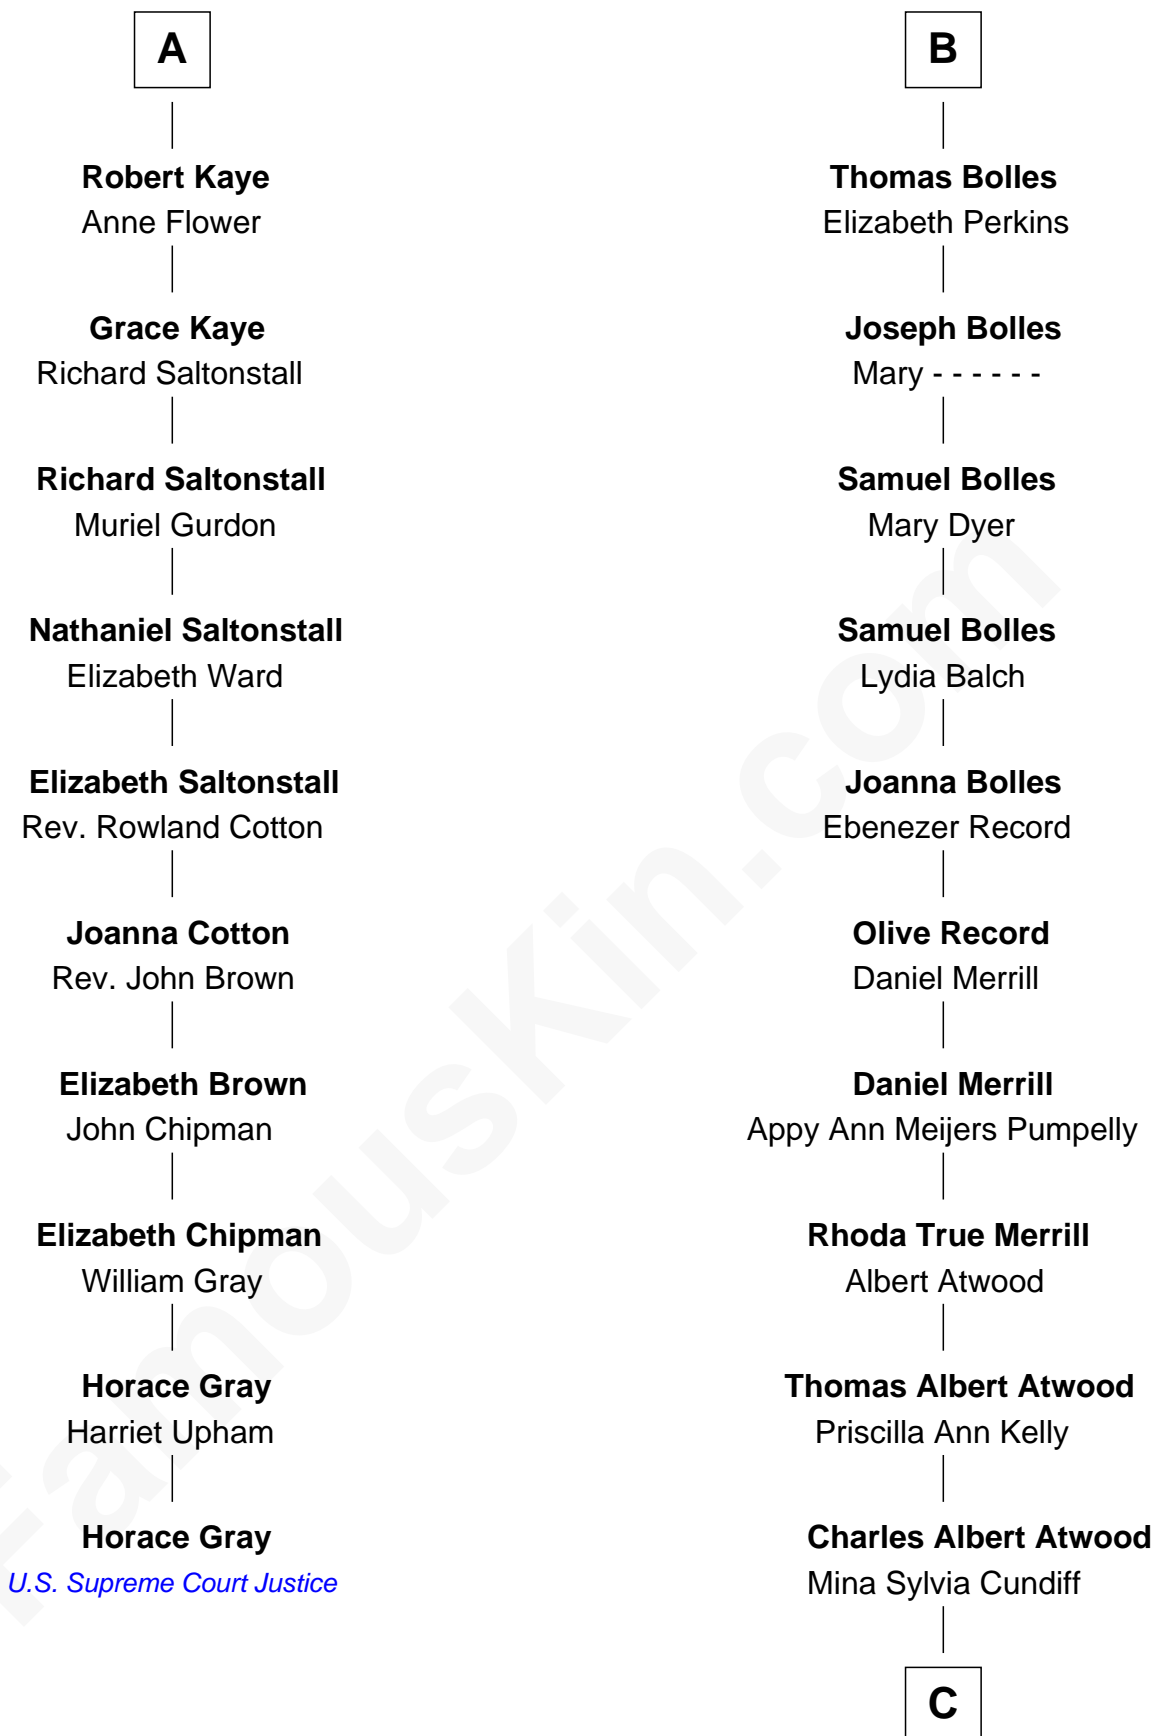 A
Robert Kaye
Anne Flower
Grace Kaye
Richard Saltonstall
Richard Saltonstall
Muriel Gurdon
Nathaniel Saltonstall
Elizabeth Ward
Elizabeth Saltonstall
Rev. Rowland Cotton
Joanna Cotton
Rev. John Brown
Elizabeth Brown
John Chipman
Elizabeth Chipman
William Gray
Horace Gray
Harriet Upham
Horace Gray
U.S. Supreme Court Justice
B
Thomas Bolles
Elizabeth Perkins
Joseph Bolles
Mary - - - - - -
Samuel Bolles
Mary Dyer
Samuel Bolles
Lydia Balch
Joanna Bolles
Ebenezer Record
Olive Record
Daniel Merrill
Daniel Merrill
Appy Ann Meijers Pumpelly
Rhoda True Merrill
Albert Atwood
Thomas Albert Atwood
Priscilla Ann Kelly
Charles Albert Atwood
Mina Sylvia Cundiff
C
FamousKin.com